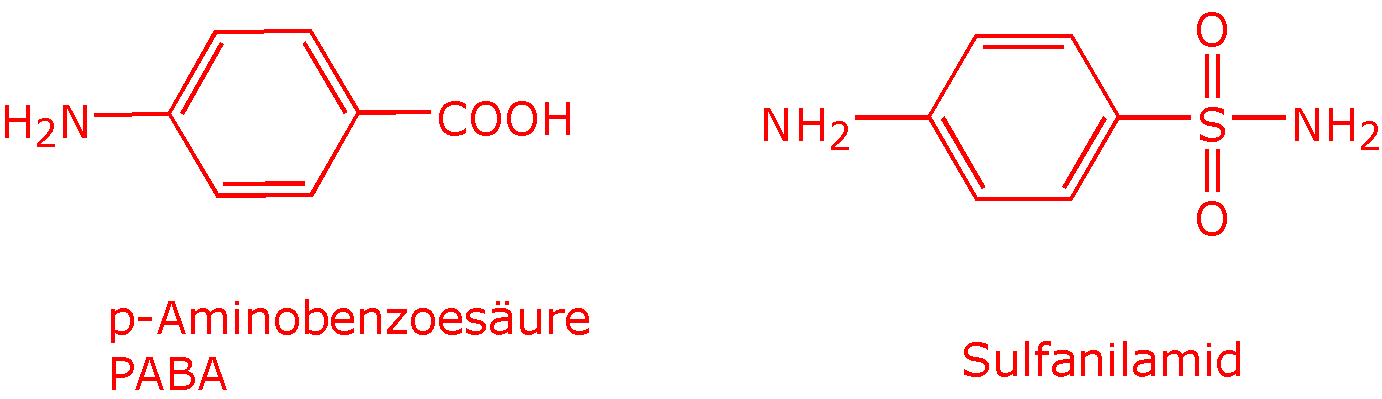 H2N COOH
O
NH2 S NH2
O
p-Aminobenzoesäure
PABA
Sulfanilamid